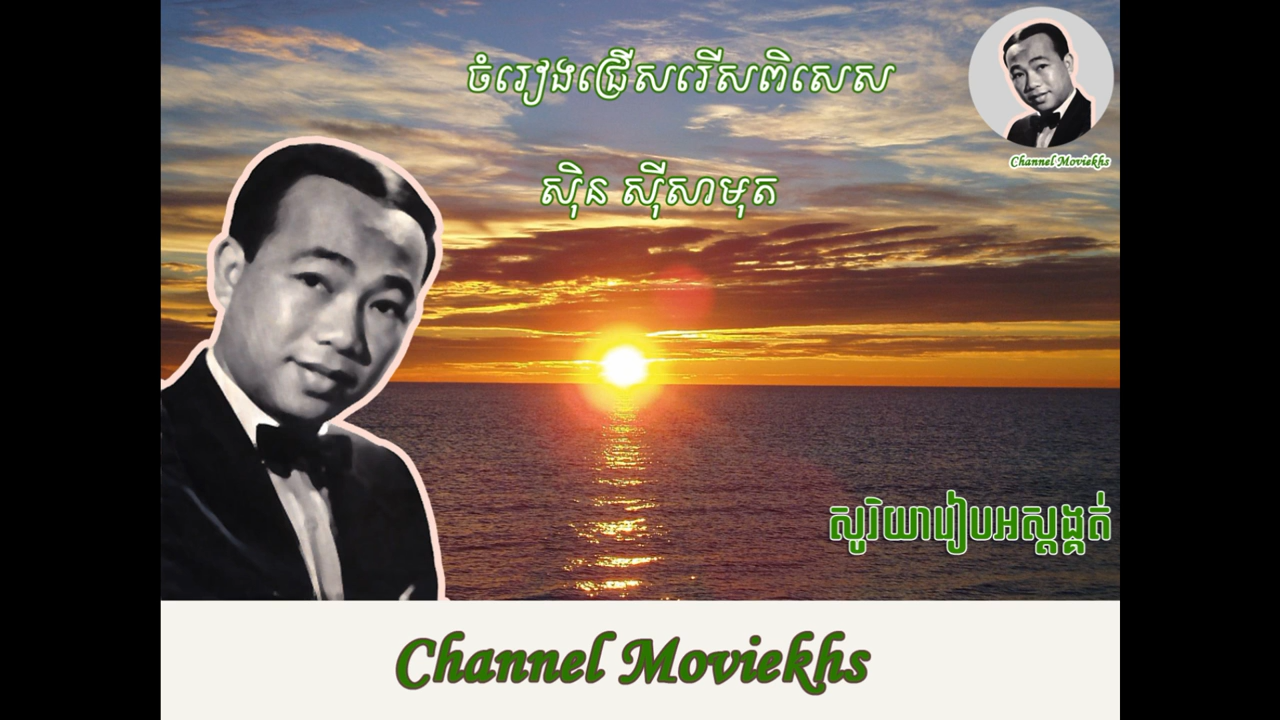 ចំរៀងជ្រើសរើសពិសេស
Channel Moviekhs
ស៊ិន ស៊ីសាមុត
សូរិយារៀបអស្តង្គត់
Channel Moviekhs